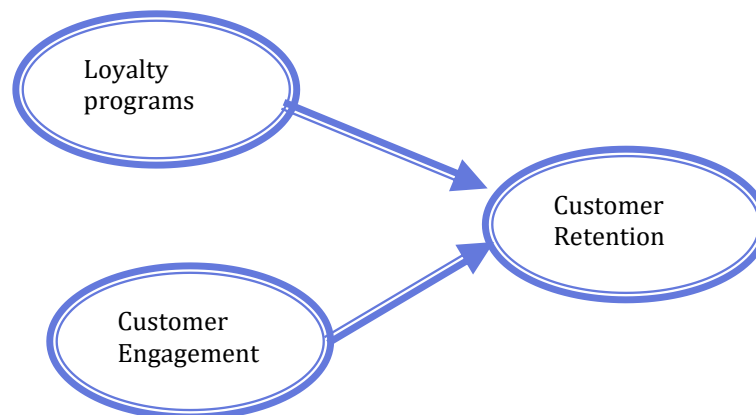 Loyalty
programs
Customer
Retention
Customer
Engagement